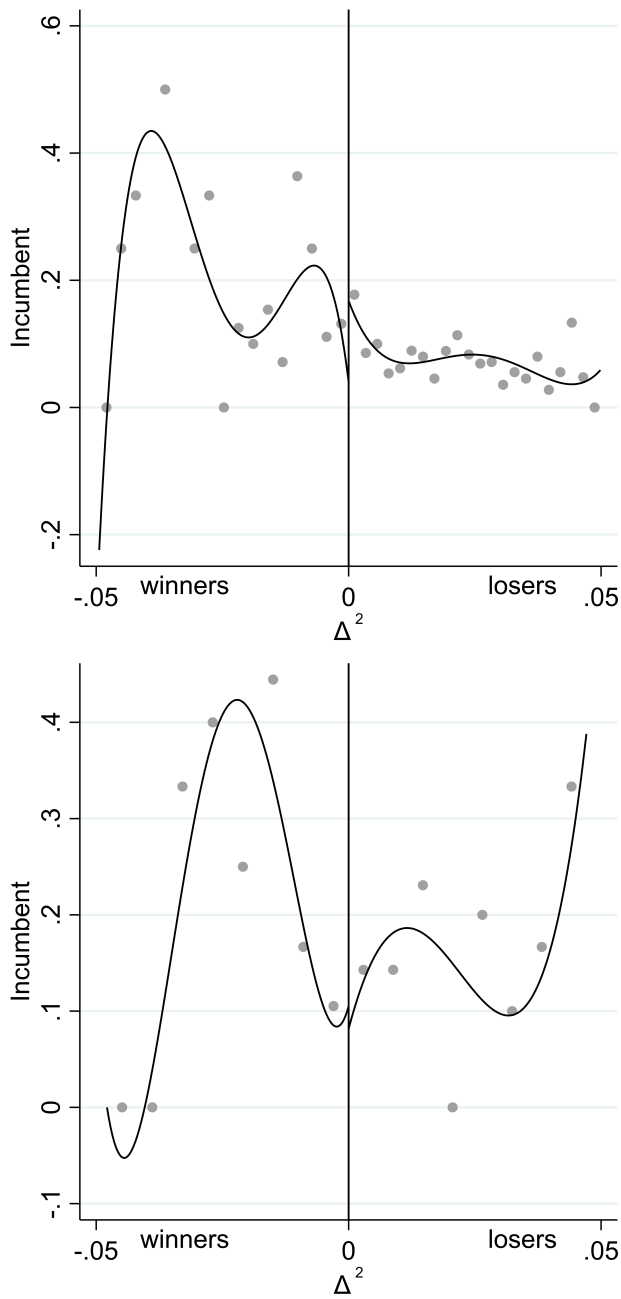 .6
.4
.2
0
-.2
Incumbent
winners losers
-.05 0 .05
Δ²
.4
.3
.2
.1
0
-.1
Incumbent
winners losers
-.05 0 .05
Δ²